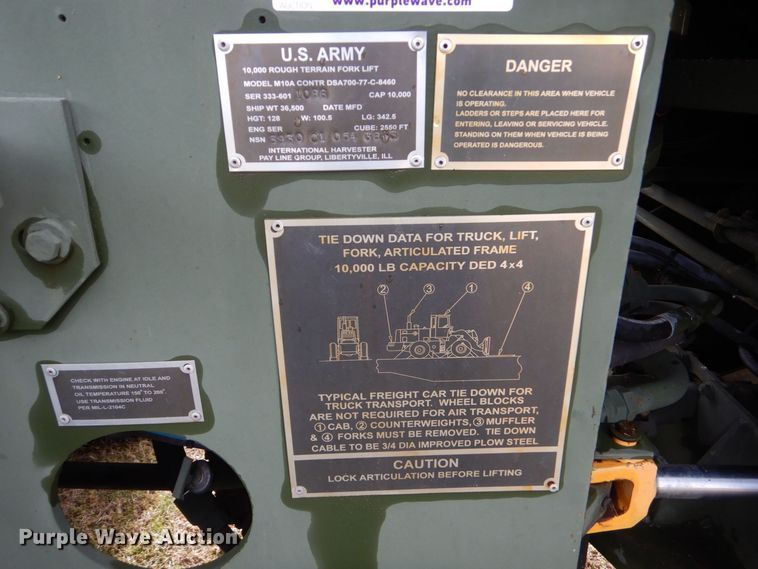 www.purplewave.com
U.S. ARMY
10,000 ROUGH TERRAIN FORK LIFT
MODEL M10A CONTR DSA700-77-C-8460
SER 333-601 1086 CAP 10,000
SHIP WT 36,500 DATE MFD
HGT: 128 W: 100.5 LG: 342.5
ENG SER CUBE: 2550 FT
NSN 3930 01 054
INTERNATIONAL HARVESTER
PAY LINE GROUP, LIBERTYVILLE, ILL
DANGER
NO CLEARANCE IN THIS AREA WHEN VEHICLE
IS OPERATING.
LADDERS OR STEPS ARE PLACED HERE FOR
ENTERING, LEAVING OR SERVICING VEHICLE.
STANDING ON THEM WHEN VEHICLE IS BEING
OPERATED IS DANGEROUS.
TIE DOWN DATA FOR TRUCK, LIFT,
FORK, ARTICULATED FRAME
10,000 LB CAPACITY DED 4x4
2 3 1 4
TYPICAL FREIGHT CAR TIE DOWN FOR
TRUCK TRANSPORT. WHEEL BLOCKS
ARE NOT REQUIRED FOR AIR TRANSPORT,
① CAB, ② COUNTERWEIGHTS, ③ MUFFLER
& ④ FORKS MUST BE REMOVED. TIE DOWN
CABLE TO BE 3/4 DIA IMPROVED PLOW STEEL
CAUTION
LOCK ARTICULATION BEFORE LIFTING
CHECK WITH ENGINE AT IDLE AND
TRANSMISSION IN NEUTRAL
OIL TEMPERATURE 150° TO 200°.
USE TRANSMISSION FLUID
PER MIL-L-2104C
Purple Wave Auction
Purple Wave Auction